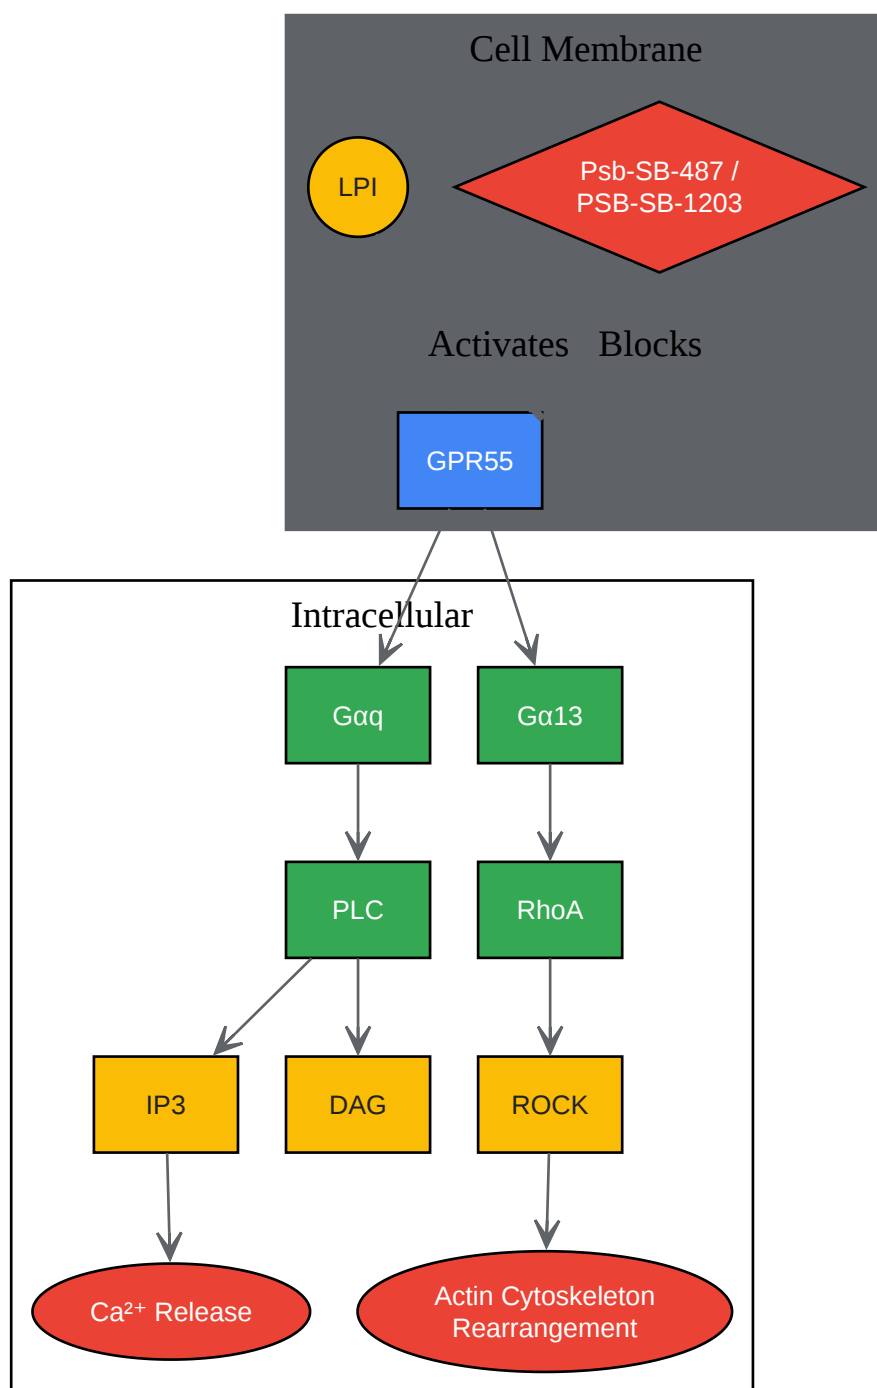 Cell Membrane
LPI
Psb-SB-487 /
PSB-SB-1203
Activates
Blocks
GPR55
Intracellular
Gαq
Gα13
PLC
RhoA
IP3
DAG
ROCK
Ca²⁺ Release
Actin Cytoskeleton
Rearrangement